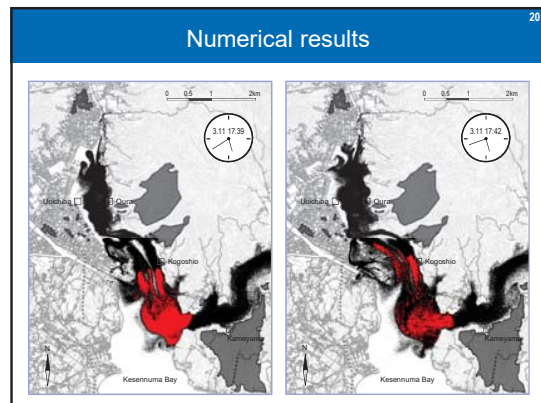 20
Numerical results
0 0.5 1 2km
3.11 17:39
Uoichiba
Oura
Kogoshio
Kameyama
N
Kesennuma Bay
0 0.5 1 2km
3.11 17:42
Uoichiba
Oura
Kogoshio
Kameyama
N
Kesennuma Bay